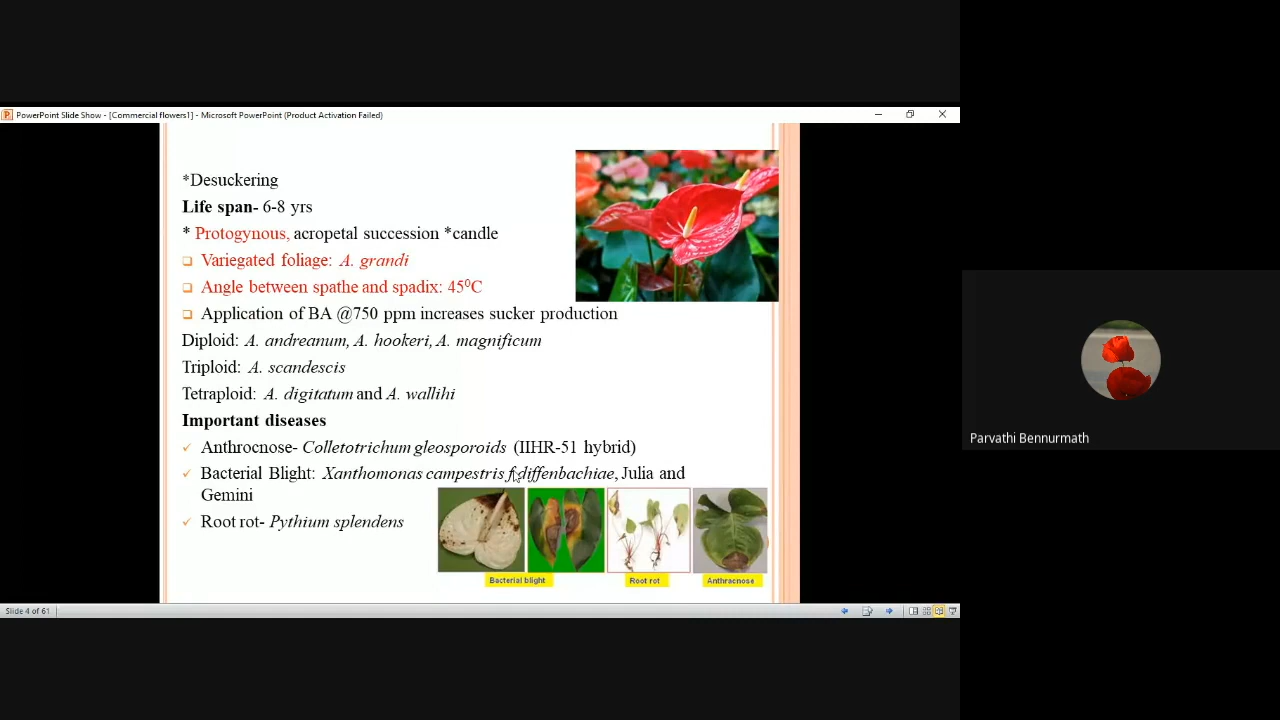 PowerPoint Slide Show - [Commercial flowers1] - Microsoft PowerPoint (Product Activation Failed)
*Desuckering
Life span- 6-8 yrs
* Protogynous, acropetal succession *candle
Variegated foliage: A. grandi
Angle between spathe and spadix: 45⁰C
Application of BA @750 ppm increases sucker production
Diploid: A. andreanum, A. hookeri, A. magnificum
Triploid: A. scandescis
Tetraploid: A. digitatum and A. wallihi
Important diseases
Anthrocnose- Colletotrichum gleosporoids (IIHR-51 hybrid)
Bacterial Blight: Xanthomonas campestris f diffenbachiae, Julia and
Gemini
Root rot- Pythium splendens
Bacterial blight
Root rot
Anthracnose
Slide 4 of 61
Parvathi Bennurmath